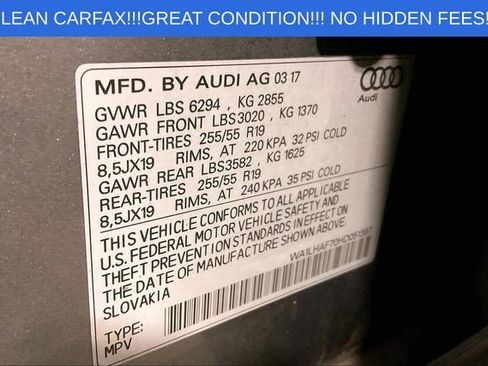 LEAN CARFAX!!!GREAT CONDITION!!! NO HIDDEN FEES!
MFD. BY AUDI AG 03 17
Audi
GVWR LBS 6294 , KG 2855
GAWR FRONT LBS3020 , KG 1370
FRONT-TIRES 255/55 R19
8,5JX19 RIMS, AT 220 KPA 32 PSI COLD
GAWR REAR LBS3582 , KG 1625
REAR-TIRES 255/55 R19
8,5JX19 RIMS, AT 240 KPA 35 PSI COLD
THIS VEHICLE CONFORMS TO ALL APPLICABLE
U.S. FEDERAL MOTOR VEHICLE SAFETY AND
THEFT PREVENTION STANDARDS IN EFFECT ON
THE DATE OF MANUFACTURE SHOWN ABOVE.
SLOVAKIA
TYPE:
MPV